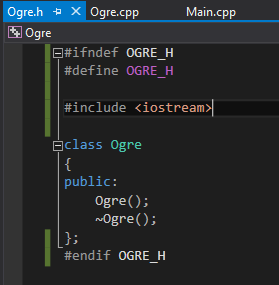 Ogre.h Ogre.cpp Main.cpp
Ogre
#ifndef OGRE_H
#define OGRE_H
#include <iostream>
class Ogre
{
public:
Ogre();
~Ogre();
};
#endif OGRE_H